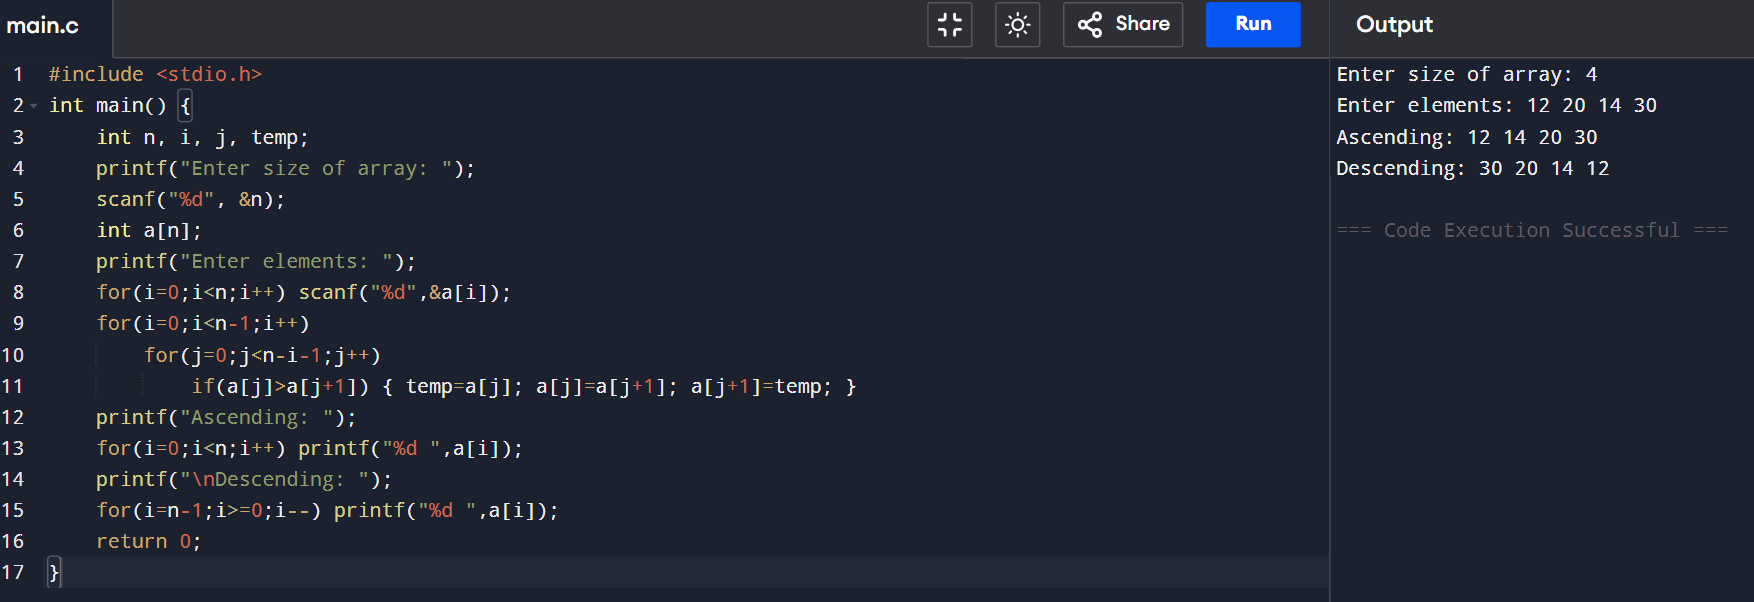 main.c Share Run Output
1 #include <stdio.h>
2 int main() {
3     int n, i, j, temp;
4     printf("Enter size of array: ");
5     scanf("%d", &n);
6     int a[n];
7     printf("Enter elements: ");
8     for(i=0;i<n;i++) scanf("%d",&a[i]);
9     for(i=0;i<n-1;i++)
10         for(j=0;j<n-i-1;j++)
11             if(a[j]>a[j+1]) { temp=a[j]; a[j]=a[j+1]; a[j+1]=temp; }
12     printf("Ascending: ");
13     for(i=0;i<n;i++) printf("%d ",a[i]);
14     printf("\nDescending: ");
15     for(i=n-1;i>=0;i--) printf("%d ",a[i]);
16     return 0;
17 }
Enter size of array: 4
Enter elements: 12 20 14 30
Ascending: 12 14 20 30
Descending: 30 20 14 12
=== Code Execution Successful ===